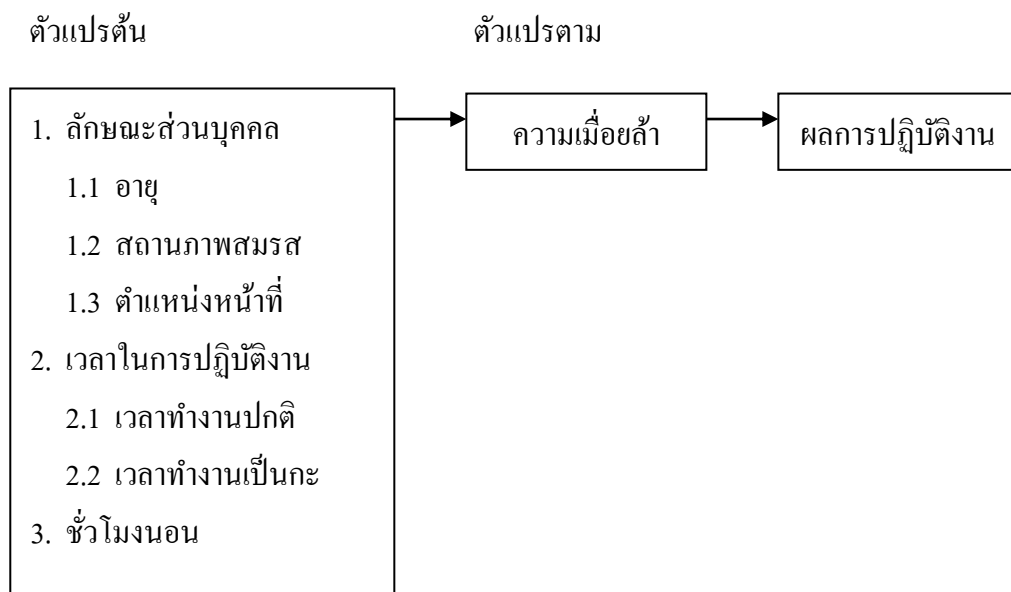 ตัวแปรต้น
ตัวแปรตาม
1. ลักษณะส่วนบุคคล
1.1 อายุ
1.2 สถานภาพสมรส
1.3 ตำแหน่งหน้าที่
2. เวลาในการปฏิบัติงาน
2.1 เวลาทำงานปกติ
2.2 เวลาทำงานเป็นกะ
3. ชั่วโมงนอน
ความเมื่อยล้า
ผลการปฏิบัติงาน